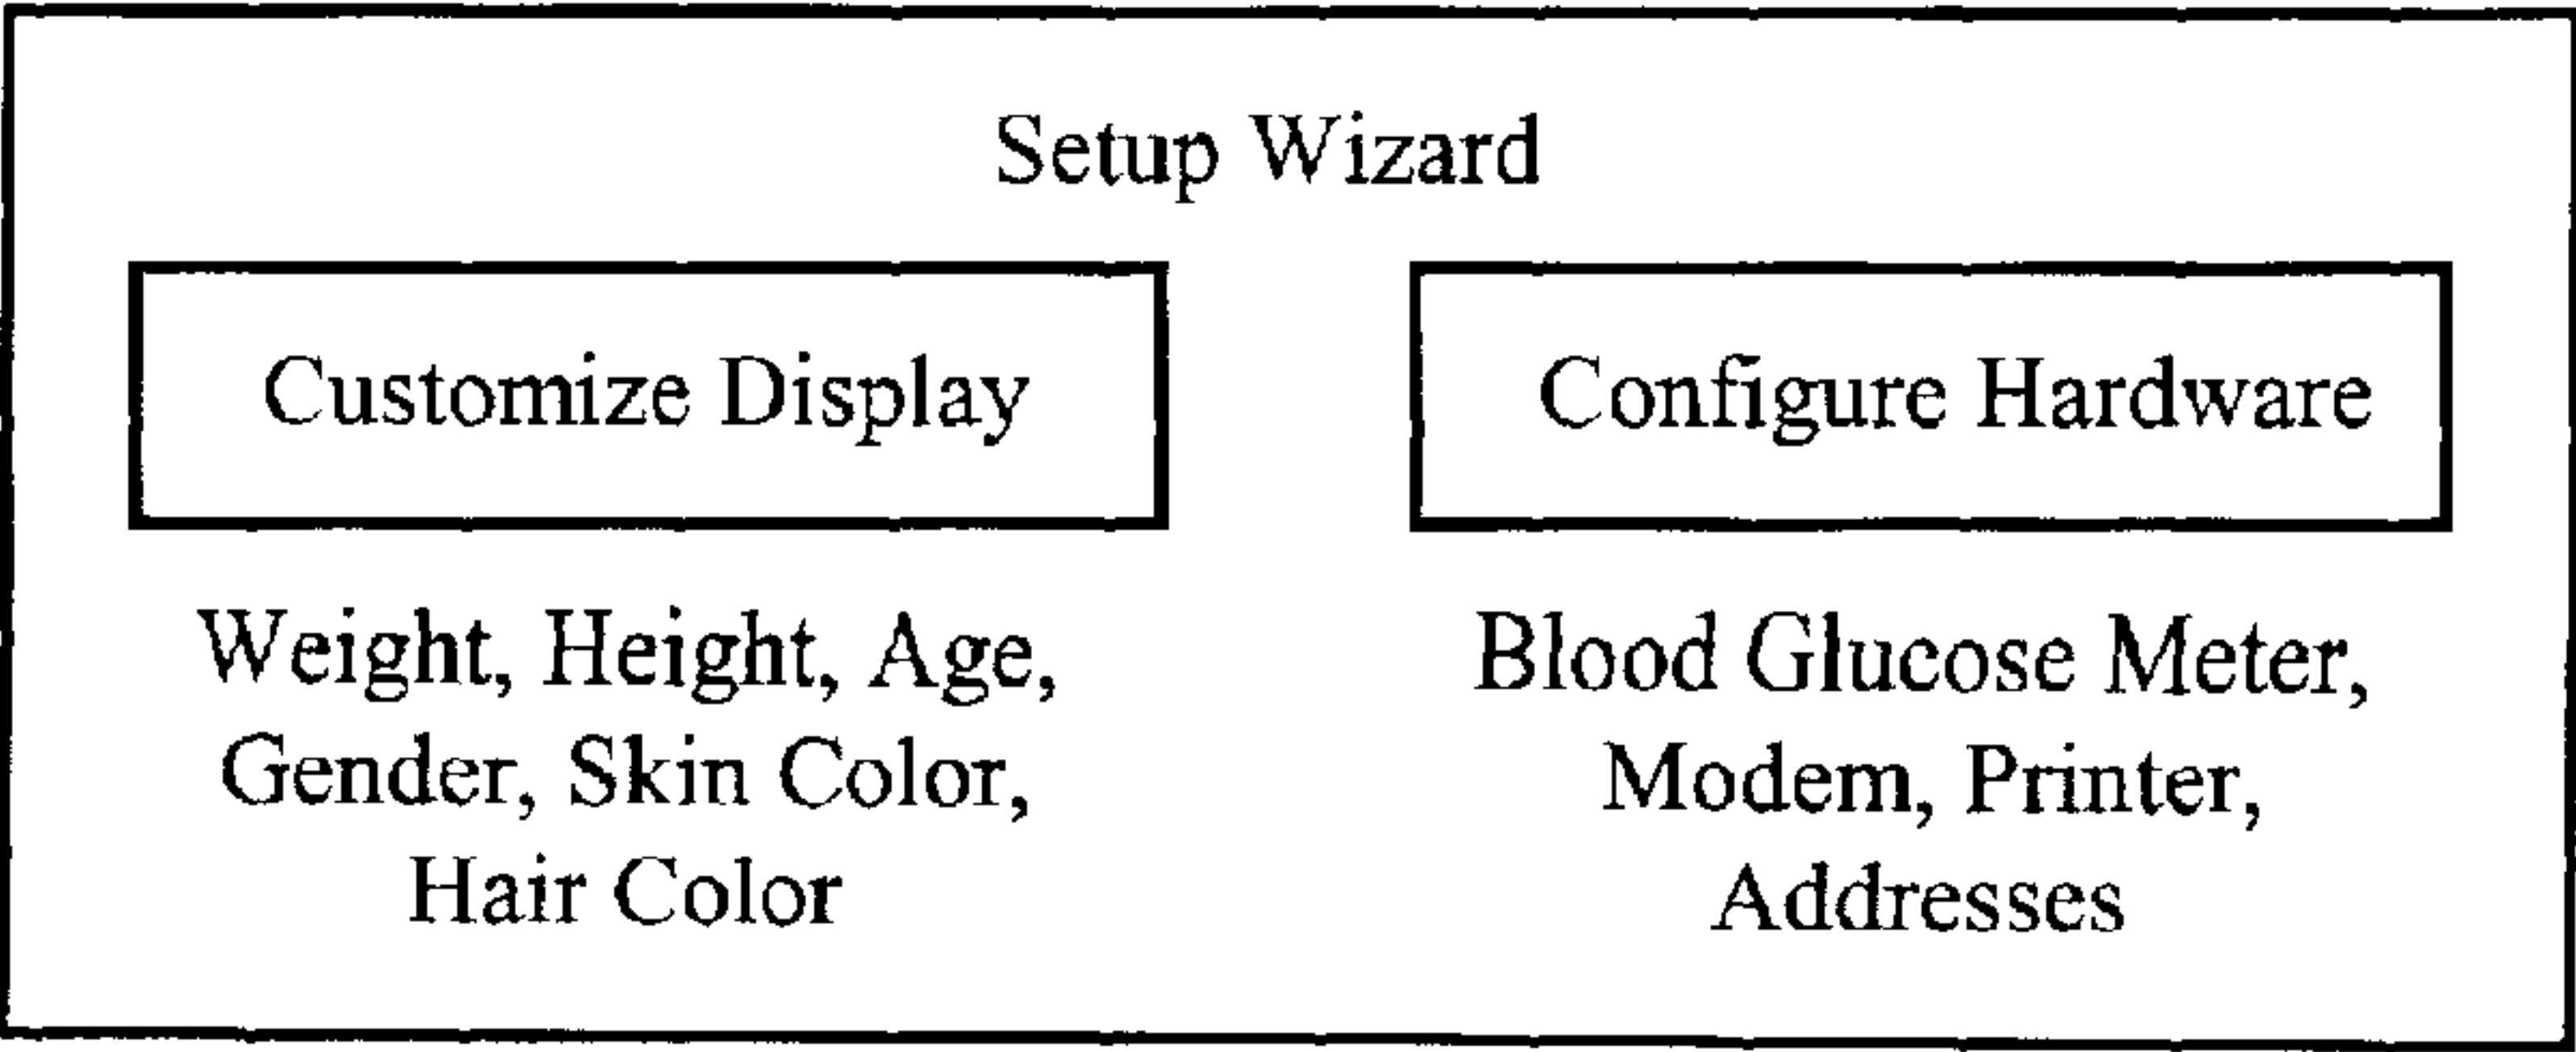 Setup Wizard
Customize Display
Configure Hardware
Weight, Height, Age,
Gender, Skin Color,
Hair Color
Blood Glucose Meter,
Modem, Printer,
Addresses